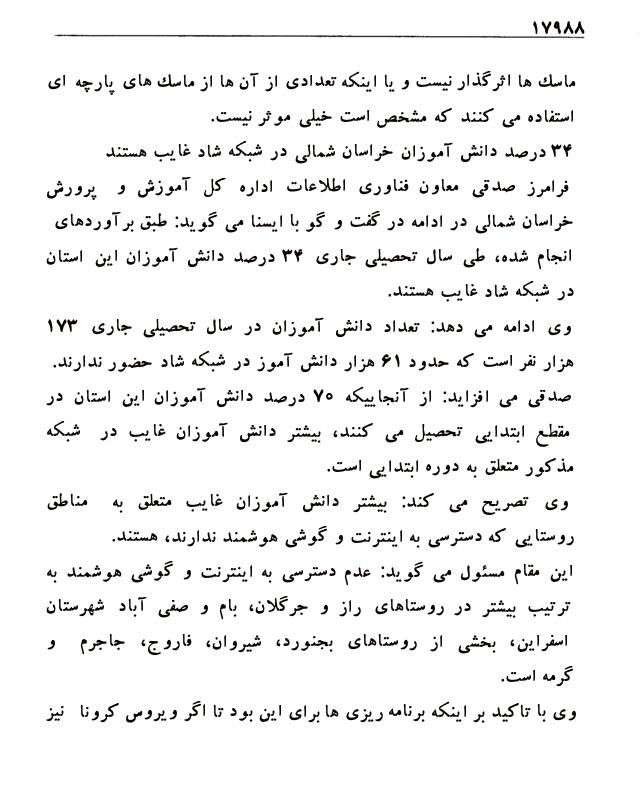 ۱۷۹۸۸
ماسك ها اثرگذار نیست و یا اینکه تعدادی از آن ها از ماسك های پارچه ای
استفاده می کنند که مشخص است خیلی موثر نیست.
۳۴ درصد دانش آموزان خراسان شمالی در شبکه شاد غایب هستند
فرامرز صدقی معاون فناوری اطلاعات اداره کل آموزش و پرورش
خراسان شمالی در ادامه در گفت و گو با ایسنا می گوید: طبق برآوردهای
انجام شده، طی سال تحصیلی جاری ۳۴ درصد دانش آموزان این استان
در شبکه شاد غایب هستند.
وی ادامه می دهد: تعداد دانش آموزان در سال تحصیلی جاری ۱۷۳
هزار نفر است که حدود ۶۱ هزار دانش آموز در شبکه شاد حضور ندارند.
صدقی می افزاید: از آنجاییکه ۷۰ درصد دانش آموزان این استان در
مقطع ابتدایی تحصیل می کنند، بیشتر دانش آموزان غایب در شبکه
مذکور متعلق به دوره ابتدایی است.
وی تصریح می کند: بیشتر دانش آموزان غایب متعلق به مناطق
روستایی که دسترسی به اینترنت و گوشی هوشمند ندارند، هستند.
این مقام مسئول می گوید: عدم دسترسی به اینترنت و گوشی هوشمند به
ترتیب بیشتر در روستاهای راز و جرگلان، بام و صفی آباد شهرستان
اسفراین، بخشی از روستاهای بجنورد، شیروان، فاروج، جاجرم و
گرمه است.
وی با تاکید بر اینکه برنامه ریزی ها برای این بود تا اگر ویروس کرونا نیز